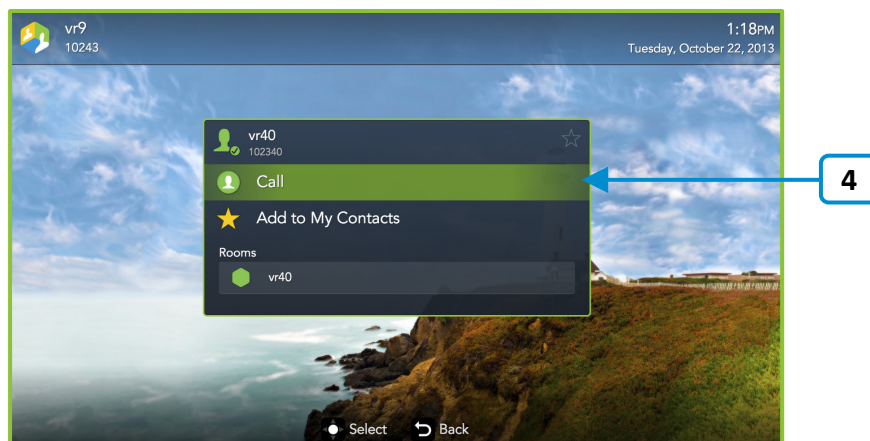 vr9
10243
1:18PM
Tuesday, October 22, 2013
vr40
102340
Call
4
Add to My Contacts
Rooms
vr40
Select Back